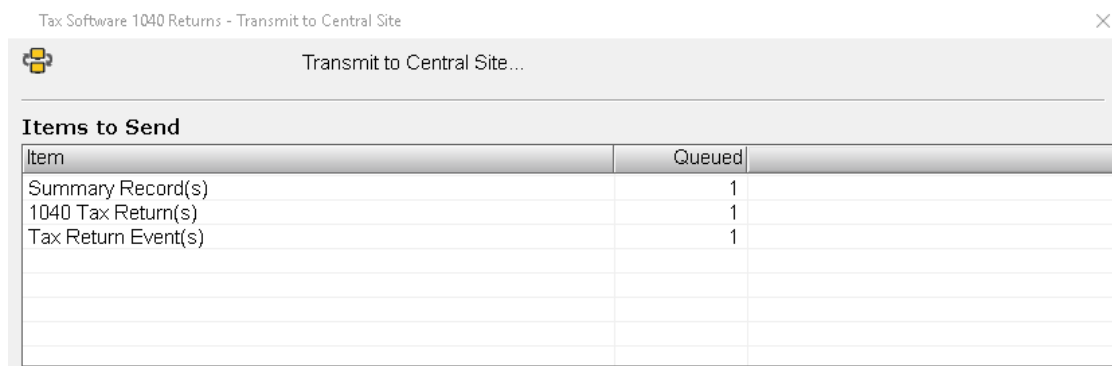 Tax Software 1040 Returns - Transmit to Central Site
Transmit to Central Site...
Items to Send
Item Queued
Summary Record(s) 1
1040 Tax Return(s) 1
Tax Return Event(s) 1